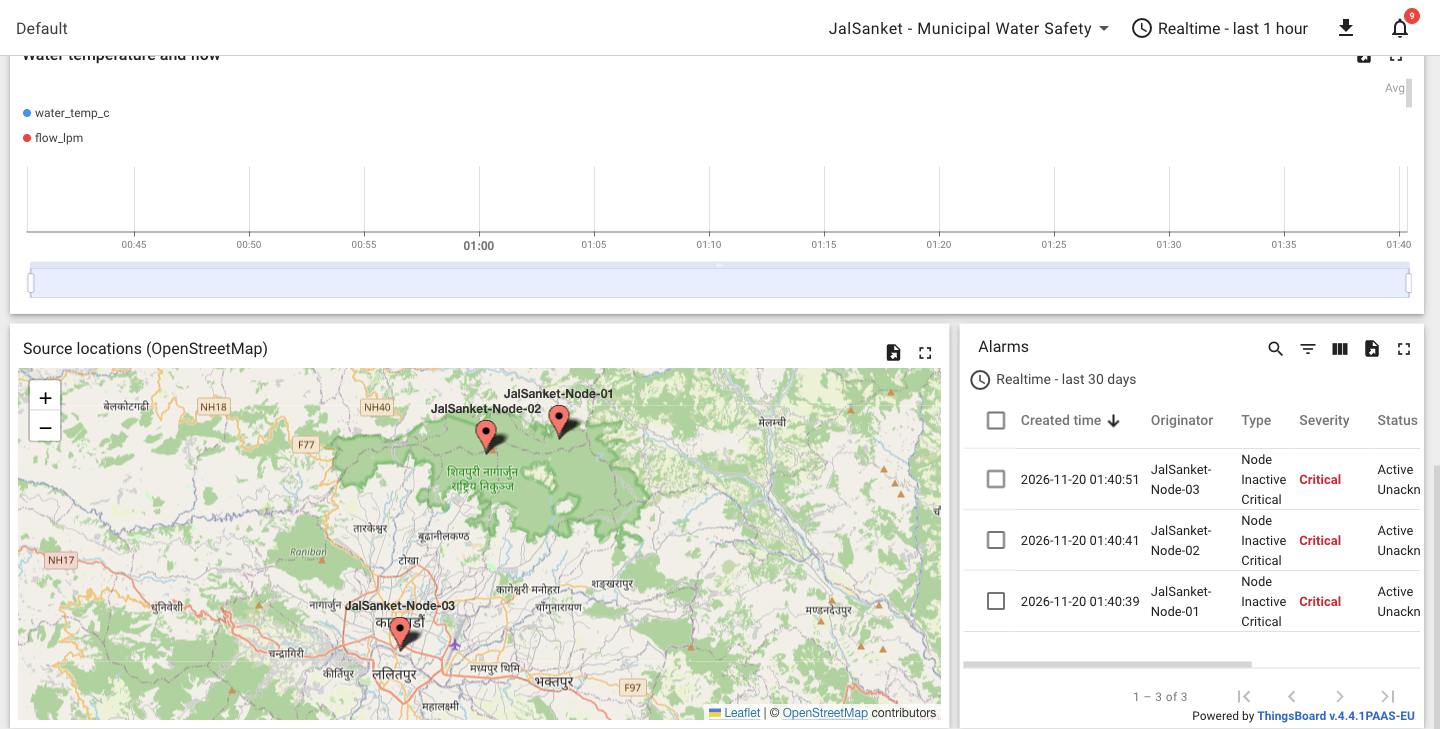 Default
JalSanket - Municipal Water Safety
Realtime - last 1 hour
9
Water temperature and flow
Avg
water_temp_c
flow_lpm
00:45 00:50 00:55 01:00 01:05 01:10 01:15 01:20 01:25 01:30 01:35 01:40
Source locations (OpenStreetMap)
+
−
JalSanket-Node-01
JalSanket-Node-02
बेलकोटगढी
NH18
NH40
मेलम्ची
F77
शिवपुरी नागार्जुन
राष्ट्रिय निकुञ्ज
तारकेश्वर
बूढानीलकण्ठ
Raniban
टोखा
NH17
शङ्खरापुर
कागेश्वरी मनोहरा
धुनिवेशी
नागार्जुन
JalSanket-Node-03
चाँगुनारायण
मण्डनदेउपुर
चन्द्रागिरी
कीर्तिपुर
ललितपुर
मध्यपुर थिमि
भक्तपुर
F97
महालक्ष्मी
Leaflet | © OpenStreetMap contributors
Alarms
Realtime - last 30 days
Created time Originator Type Severity Status
2026-11-20 01:40:51 JalSanket-Node-03 Node Inactive Critical Critical Active Unackn
2026-11-20 01:40:41 JalSanket-Node-02 Node Inactive Critical Critical Active Unackn
2026-11-20 01:40:39 JalSanket-Node-01 Node Inactive Critical Critical Active Unackn
1 – 3 of 3
Powered by ThingsBoard v.4.4.1PAAS-EU